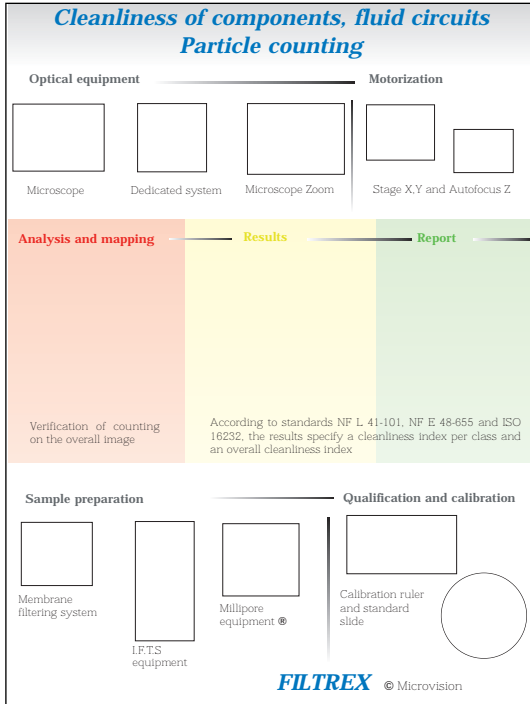 Cleanliness of components, fluid circuits
Particle counting
Optical equipment
Motorization
Microscope
Dedicated system
Microscope Zoom
Stage X,Y and Autofocus Z
Analysis and mapping
Results
Report
Verification of counting
on the overall image
According to standards NF L 41-101, NF E 48-655 and ISO
16232, the results specify a cleanliness index per class and
an overall cleanliness index
Sample preparation
Qualification and calibration
Membrane
filtering system
I.F.T.S
equipment
Millipore
equipment ®
Calibration ruler
and standard
slide
FILTREX © Microvision